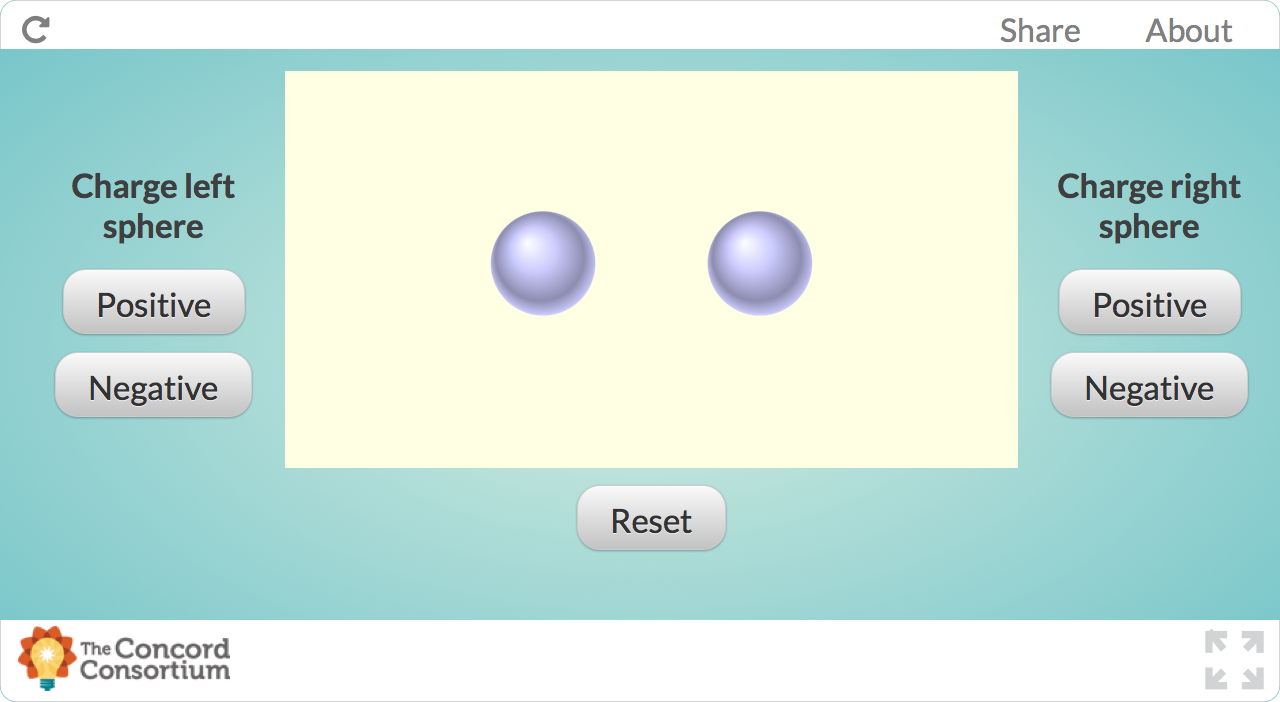 Share About
Charge left
sphere
Positive
Negative
Charge right
sphere
Positive
Negative
Reset
The Concord
Consortium